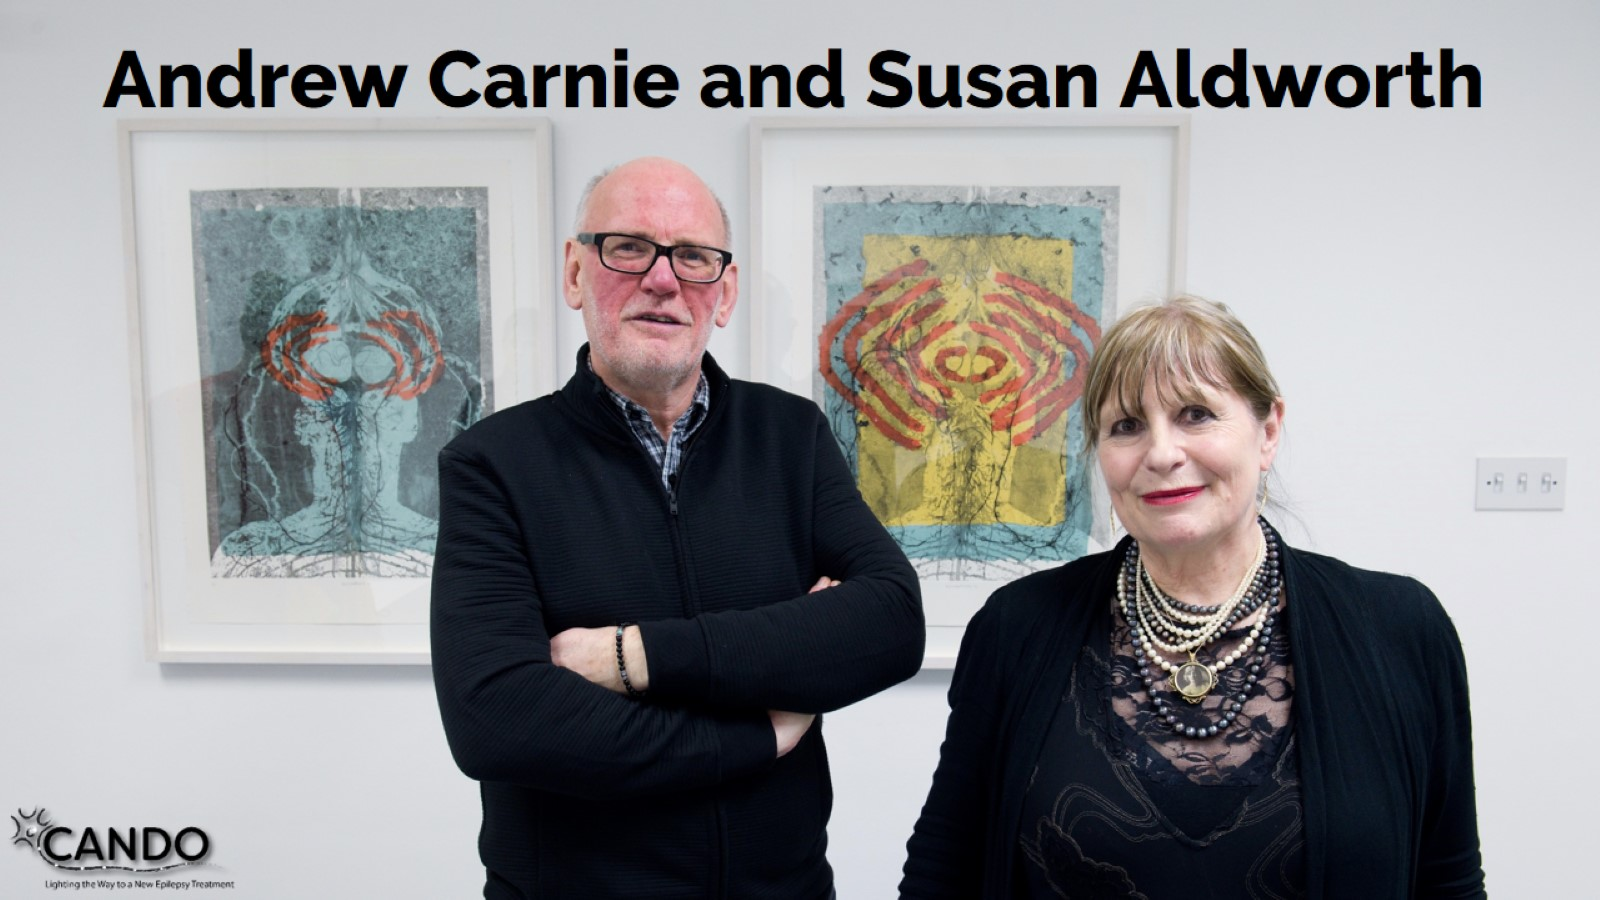 Andrew Carnie and Susan Aldworth
CANDO
Lighting the Way to a New Epilepsy Treatment